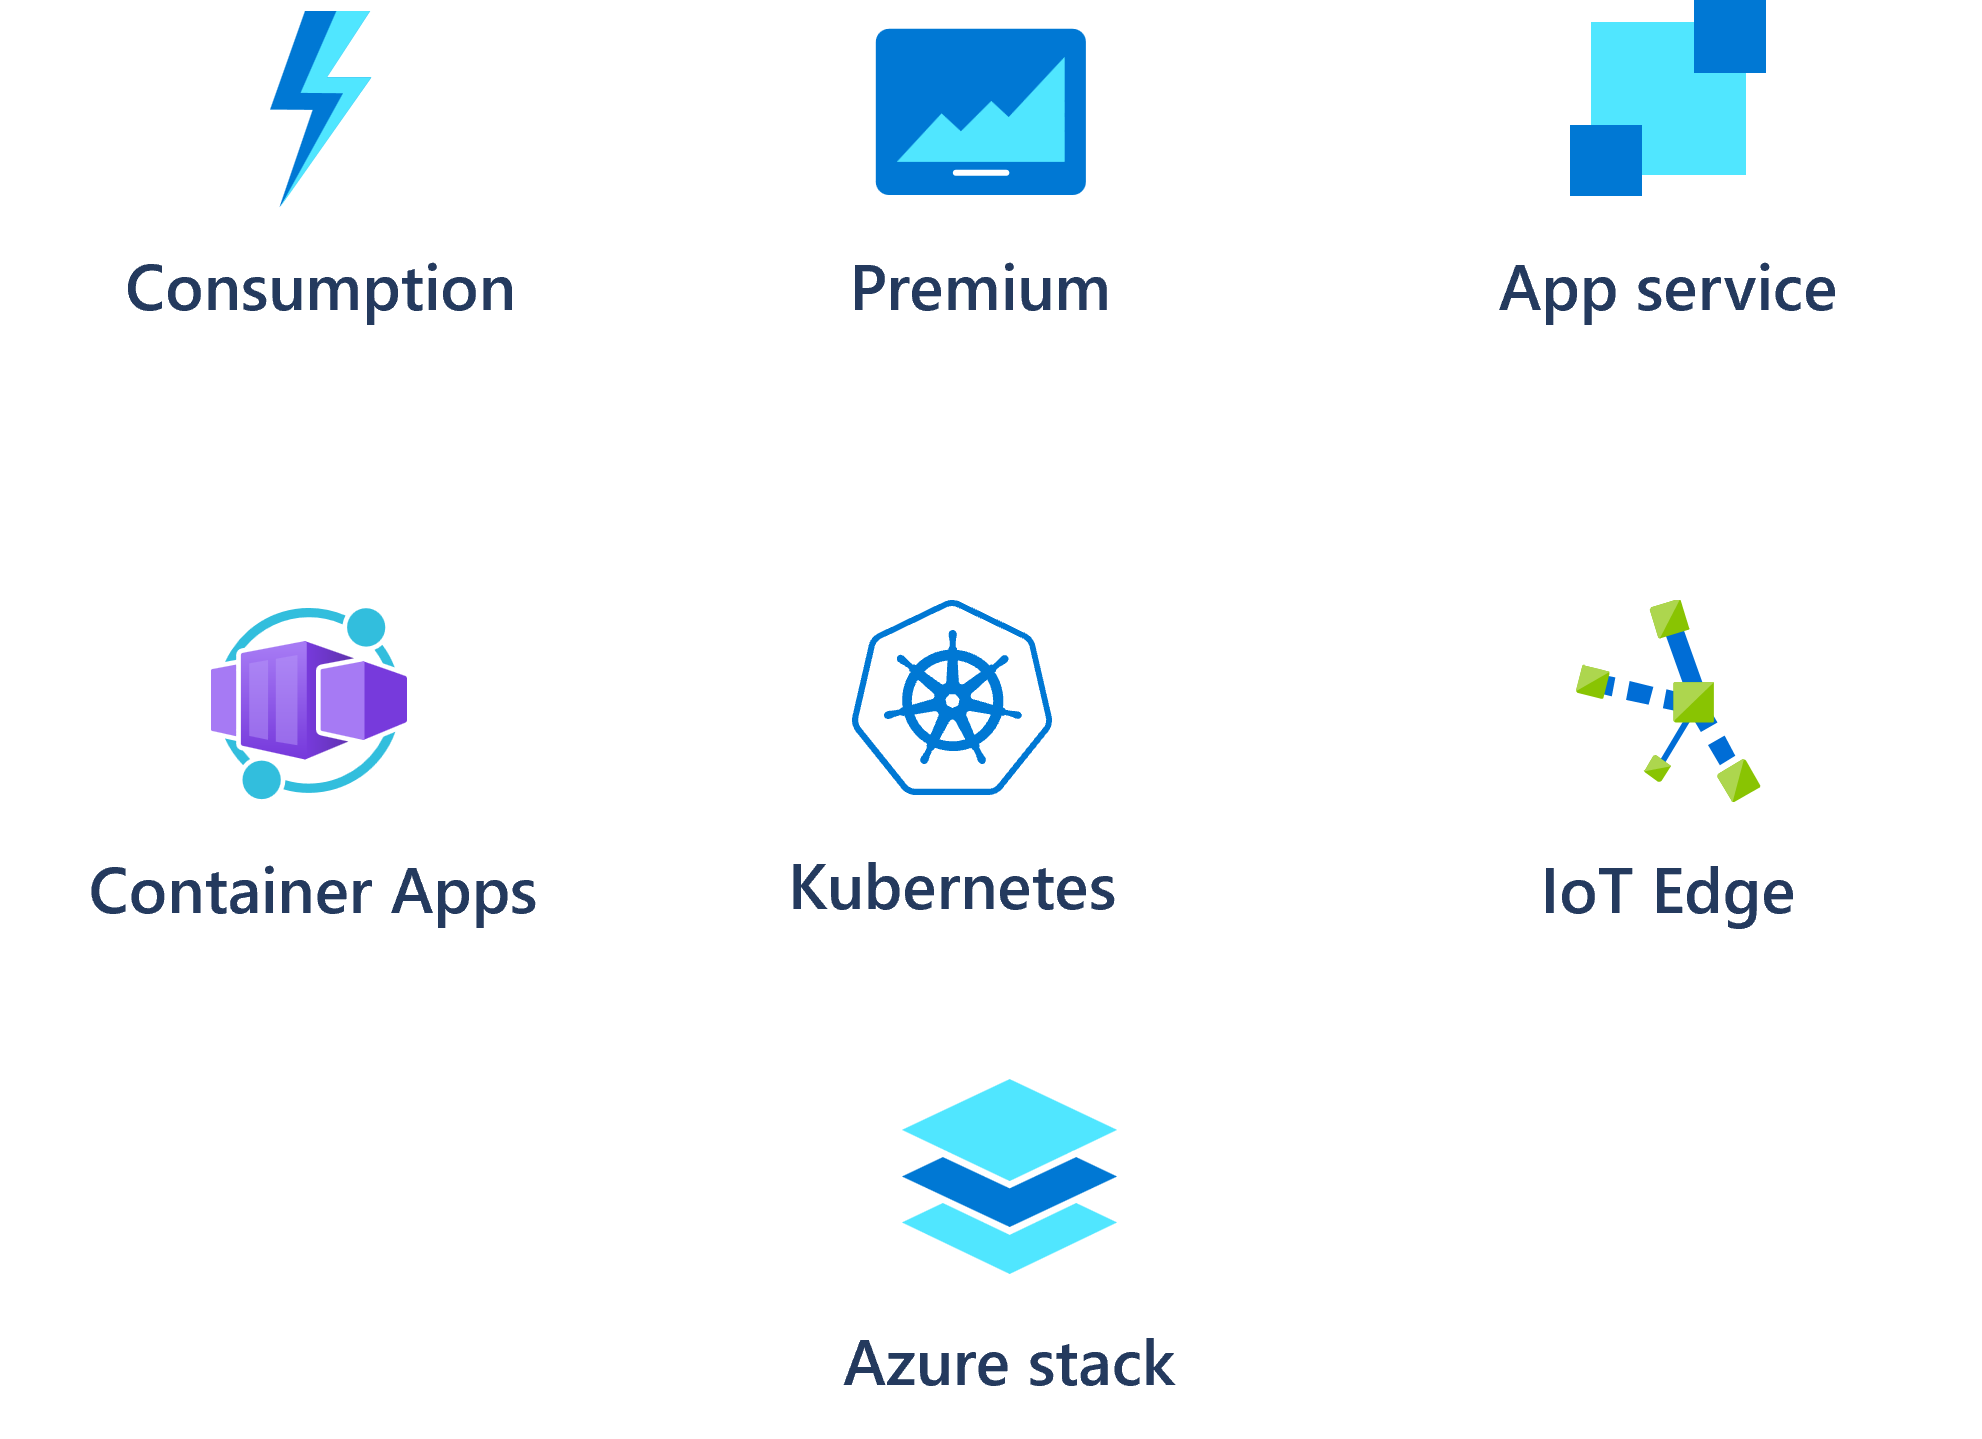 Consumption
Premium
App service
Container Apps
Kubernetes
IoT Edge
Azure stack